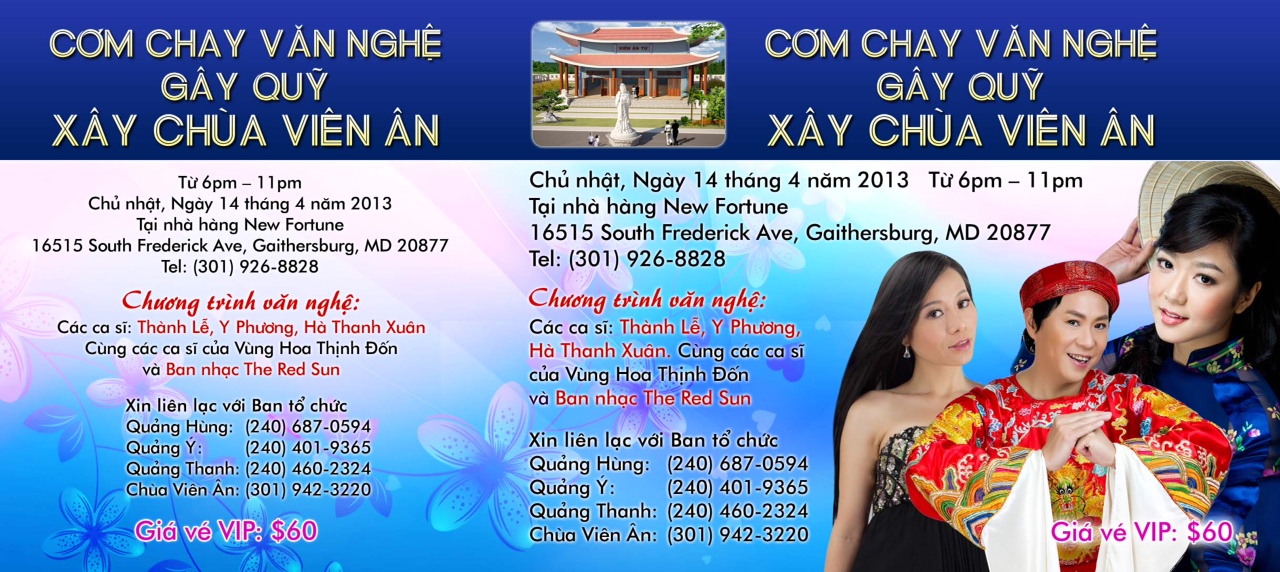 CƠM CHAY VĂN NGHỆ
GÂY QUỸ
XÂY CHÙA VIÊN ÂN
Từ 6pm – 11pm
Chủ nhật, Ngày 14 tháng 4 năm 2013
Tại nhà hàng New Fortune
16515 South Frederick Ave, Gaithersburg, MD 20877
Tel: (301) 926-8828
Chương trình văn nghệ:
Các ca sĩ: Thành Lễ, Y Phương, Hà Thanh Xuân
Cùng các ca sĩ của Vùng Hoa Thịnh Đốn
và Ban nhạc The Red Sun
Xin liên lạc với Ban tổ chức
Quảng Hùng: (240) 687-0594
Quảng Ý: (240) 401-9365
Quảng Thanh: (240) 460-2324
Chùa Viên Ân: (301) 942-3220
Giá vé VIP: $60
VIÊN ÂN TỰ
CƠM CHAY VĂN NGHỆ
GÂY QUỸ
XÂY CHÙA VIÊN ÂN
Chủ nhật, Ngày 14 tháng 4 năm 2013 Từ 6pm – 11pm
Tại nhà hàng New Fortune
16515 South Frederick Ave, Gaithersburg, MD 20877
Tel: (301) 926-8828
Chương trình văn nghệ:
Các ca sĩ: Thành Lễ, Y Phương,
Hà Thanh Xuân. Cùng các ca sĩ
của Vùng Hoa Thịnh Đốn
và Ban nhạc The Red Sun
Xin liên lạc với Ban tổ chức
Quảng Hùng: (240) 687-0594
Quảng Ý: (240) 401-9365
Quảng Thanh: (240) 460-2324
Chùa Viên Ân: (301) 942-3220
Giá vé VIP: $60